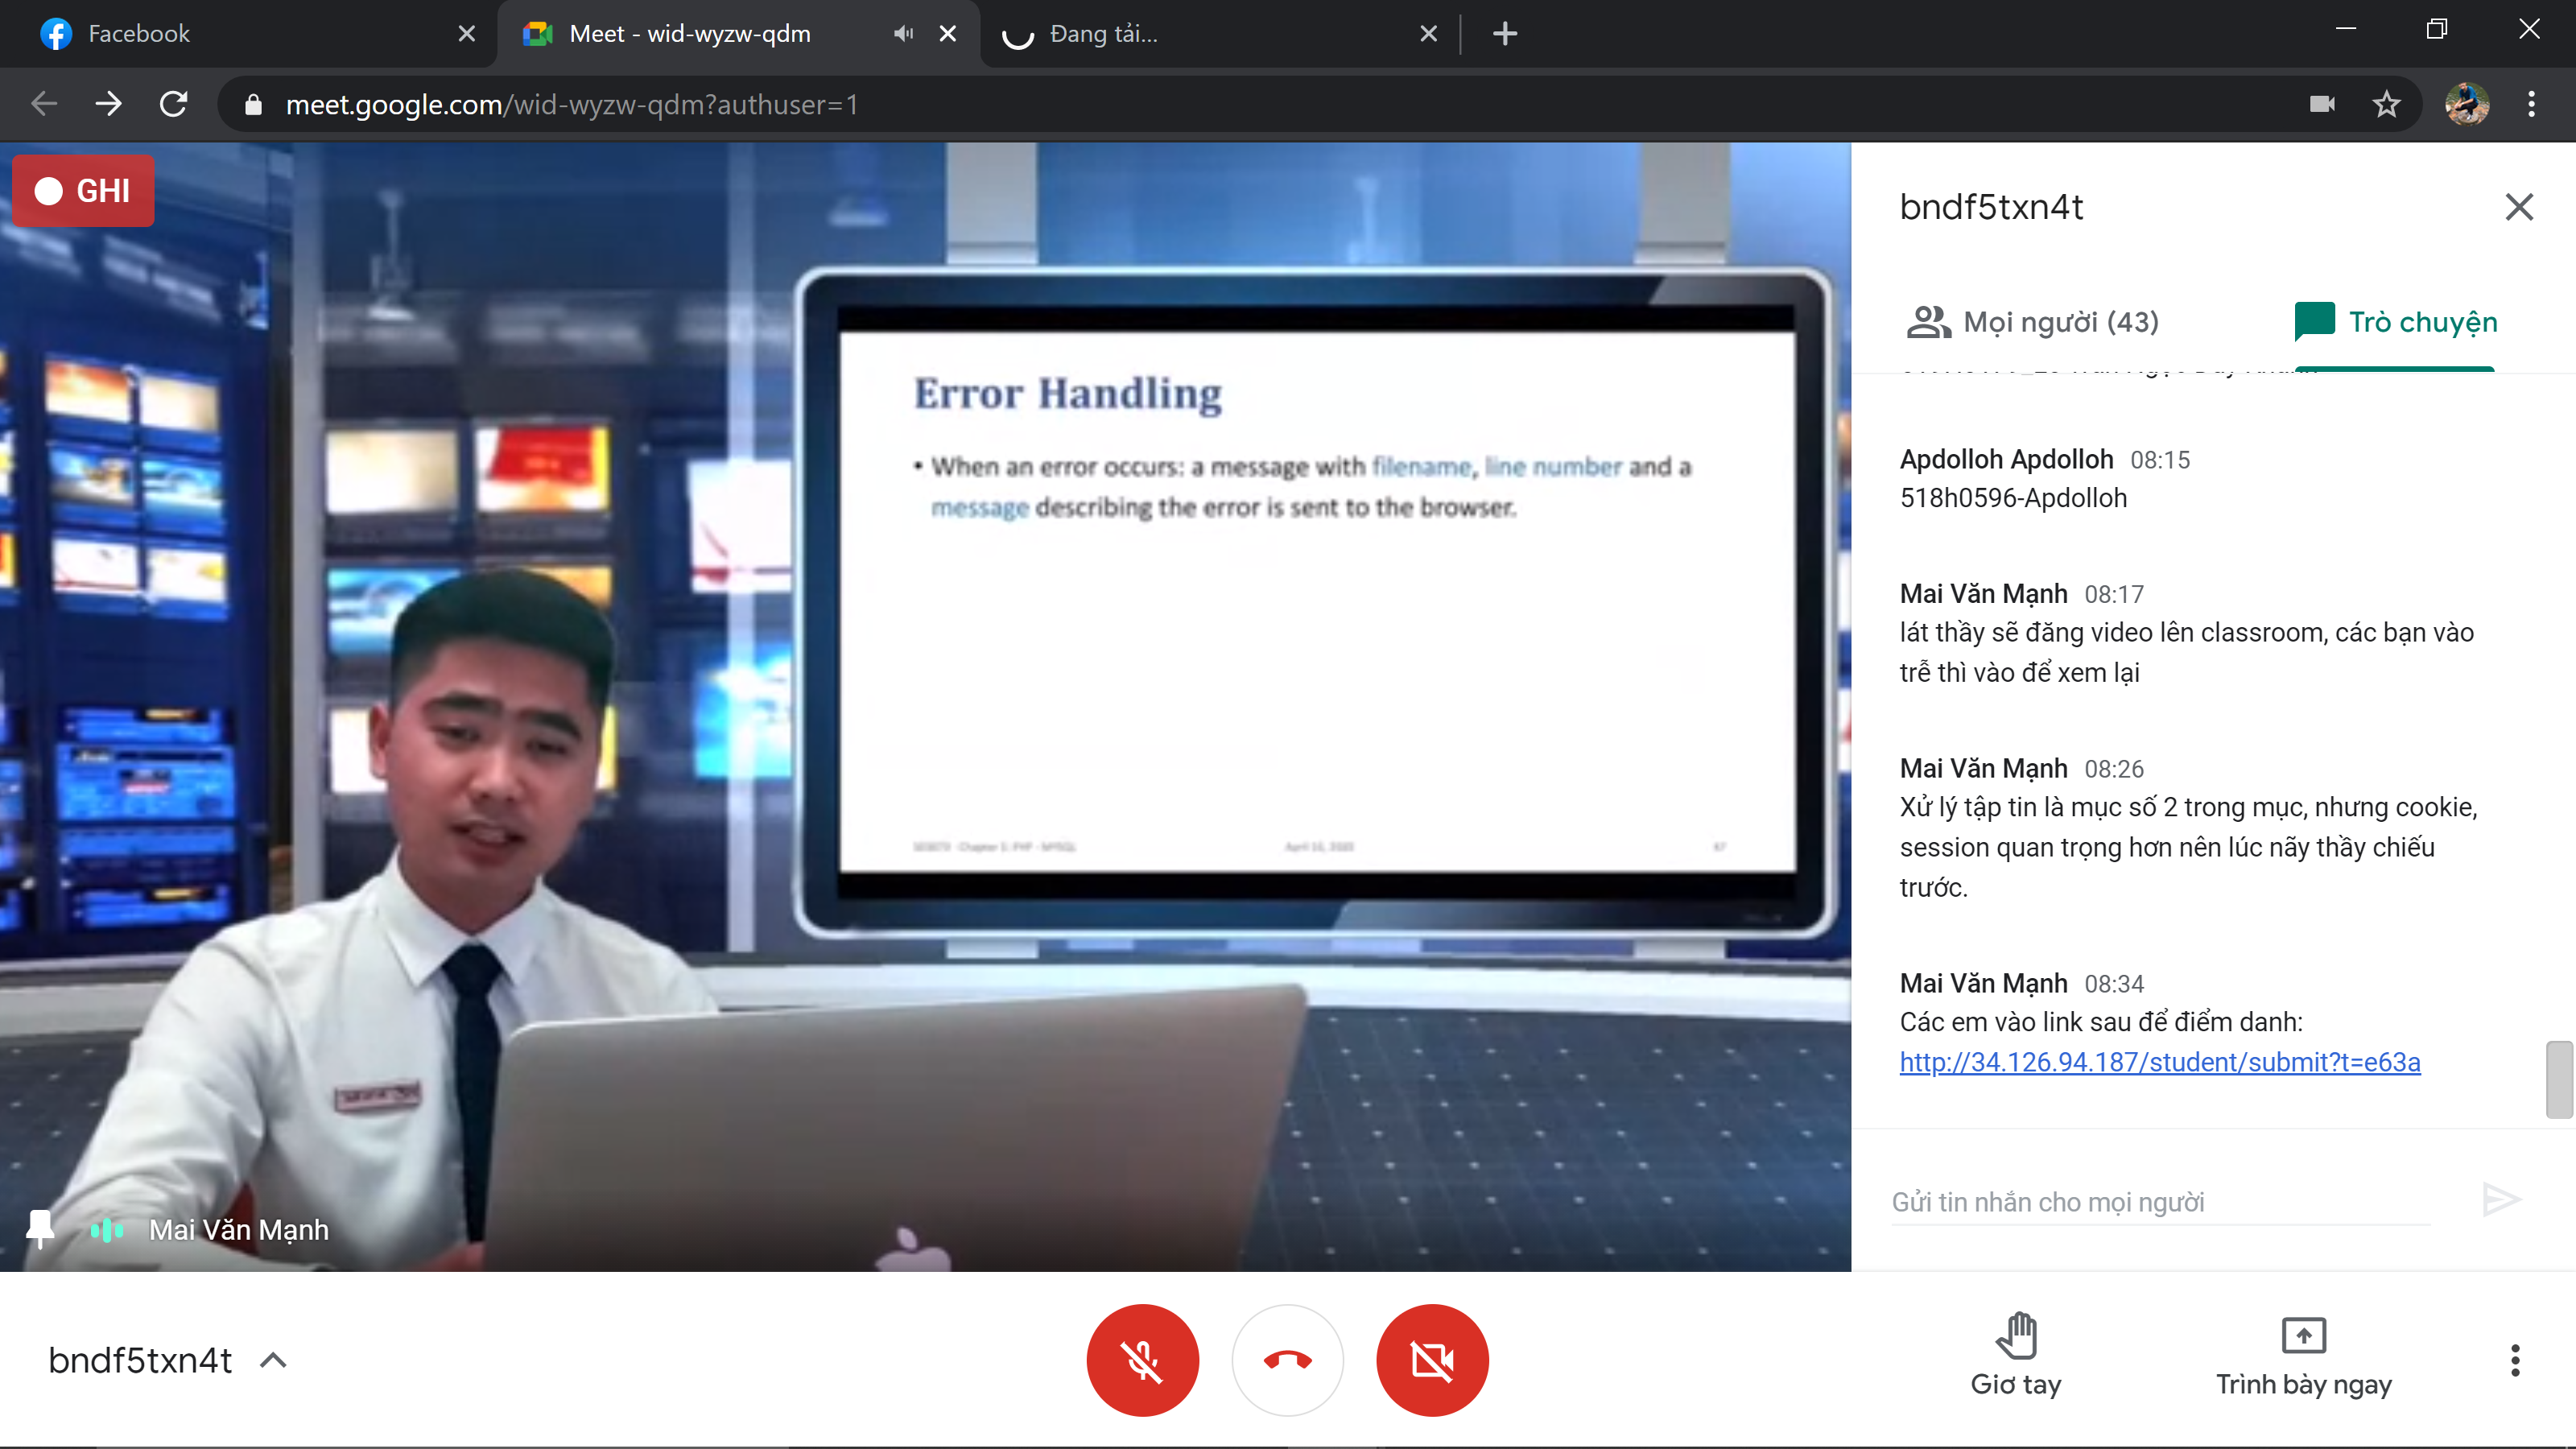 Facebook
Meet - wid-wyzw-qdm
Đang tải...
meet.google.com/wid-wyzw-qdm?authuser=1
GHI
Error Handling
• When an error occurs: a message with filename, line number and a
message describing the error is sent to the browser.
Mai Văn Mạnh
bndf5txn4t
Mọi người (43)
Trò chuyện
Apdolloh Apdolloh 08:15
518h0596-Apdolloh
Mai Văn Mạnh 08:17
lát thầy sẽ đăng video lên classroom, các bạn vào
trễ thì vào để xem lại
Mai Văn Mạnh 08:26
Xử lý tập tin là mục số 2 trong mục, nhưng cookie,
session quan trọng hơn nên lúc nãy thầy chiếu
trước.
Mai Văn Mạnh 08:34
Các em vào link sau để điểm danh:
http://34.126.94.187/student/submit?t=e63a
Gửi tin nhắn cho mọi người
bndf5txn4t
Giơ tay
Trình bày ngay